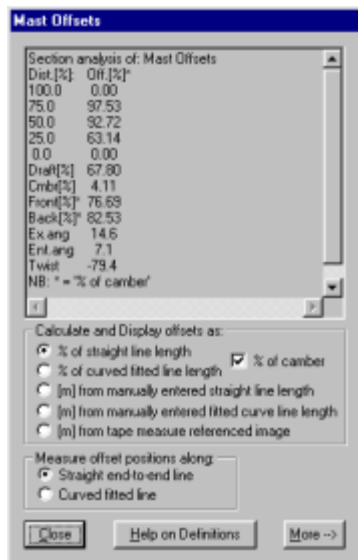 Mast Offsets
Section analysis of: Mast Offsets
Dist.[%]: Off.[%]*
100.0 0.00
75.0 97.53
50.0 92.72
25.0 63.14
0.0 0.00
Draft[%] 67.80
Cmbr[%] 4.11
Front[%]* 76.69
Back[%]* 82.53
Ex.ang 14.6
Ent.ang 7.1
Twist -79.4
NB: * = '% of camber'
Calculate and Display offsets as:
% of straight line length
% of camber
% of curved fitted line length
[m] from manually entered straight line length
[m] from manually entered fitted curve line length
[m] from tape measure referenced image
Measure offset positions along:
Straight end-to-end line
Curved fitted line
Close Help on Definitions More -->